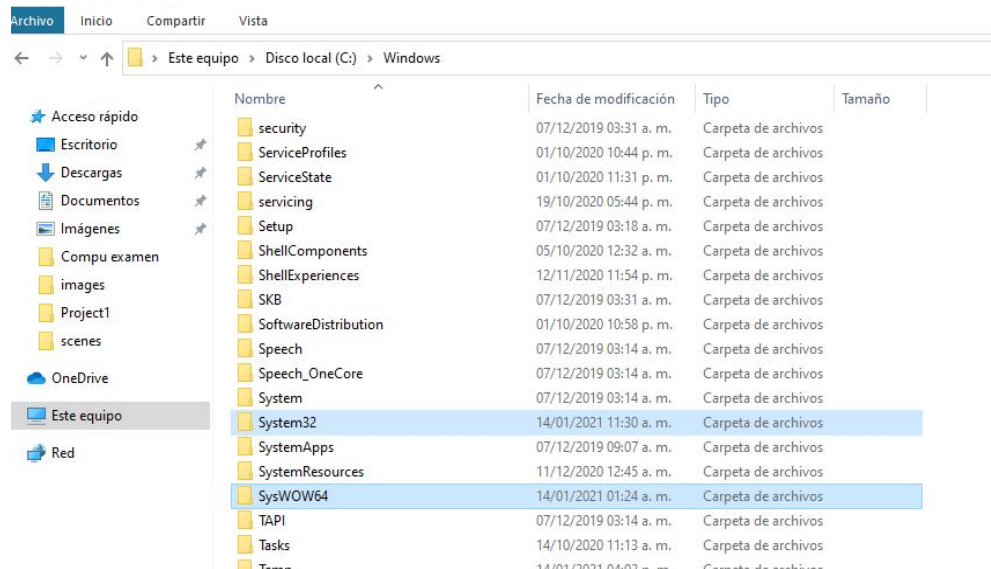 Archivo Inicio Compartir Vista
Este equipo > Disco local (C:) > Windows
Nombre Fecha de modificación Tipo Tamaño
Acceso rápido
Escritorio
Descargas
Documentos
Imágenes
Compu examen
images
Project1
scenes
OneDrive
Este equipo
Red
security 07/12/2019 03:31 a. m. Carpeta de archivos
ServiceProfiles 01/10/2020 10:44 p. m. Carpeta de archivos
ServiceState 01/10/2020 11:31 p. m. Carpeta de archivos
servicing 19/10/2020 05:44 p. m. Carpeta de archivos
Setup 07/12/2019 03:18 a. m. Carpeta de archivos
ShellComponents 05/10/2020 12:32 a. m. Carpeta de archivos
ShellExperiences 12/11/2020 11:54 p. m. Carpeta de archivos
SKB 07/12/2019 03:31 a. m. Carpeta de archivos
SoftwareDistribution 01/10/2020 10:58 p. m. Carpeta de archivos
Speech 07/12/2019 03:14 a. m. Carpeta de archivos
Speech_OneCore 07/12/2019 03:14 a. m. Carpeta de archivos
System 07/12/2019 03:14 a. m. Carpeta de archivos
System32 14/01/2021 11:30 a. m. Carpeta de archivos
SystemApps 07/12/2019 09:07 a. m. Carpeta de archivos
SystemResources 11/12/2020 12:45 a. m. Carpeta de archivos
SysWOW64 14/01/2021 01:24 a. m. Carpeta de archivos
TAPI 07/12/2019 03:14 a. m. Carpeta de archivos
Tasks 14/10/2020 11:13 a. m. Carpeta de archivos